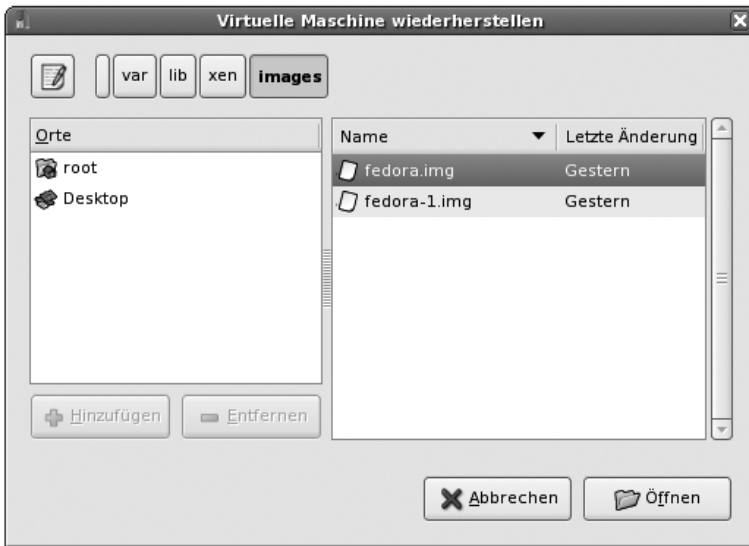 Virtuelle Maschine wiederherstellen
var lib xen images
Orte
root
Desktop
Name Letzte Änderung
fedora.img Gestern
fedora-1.img Gestern
Hinzufügen Entfernen
Abbrechen Öffnen